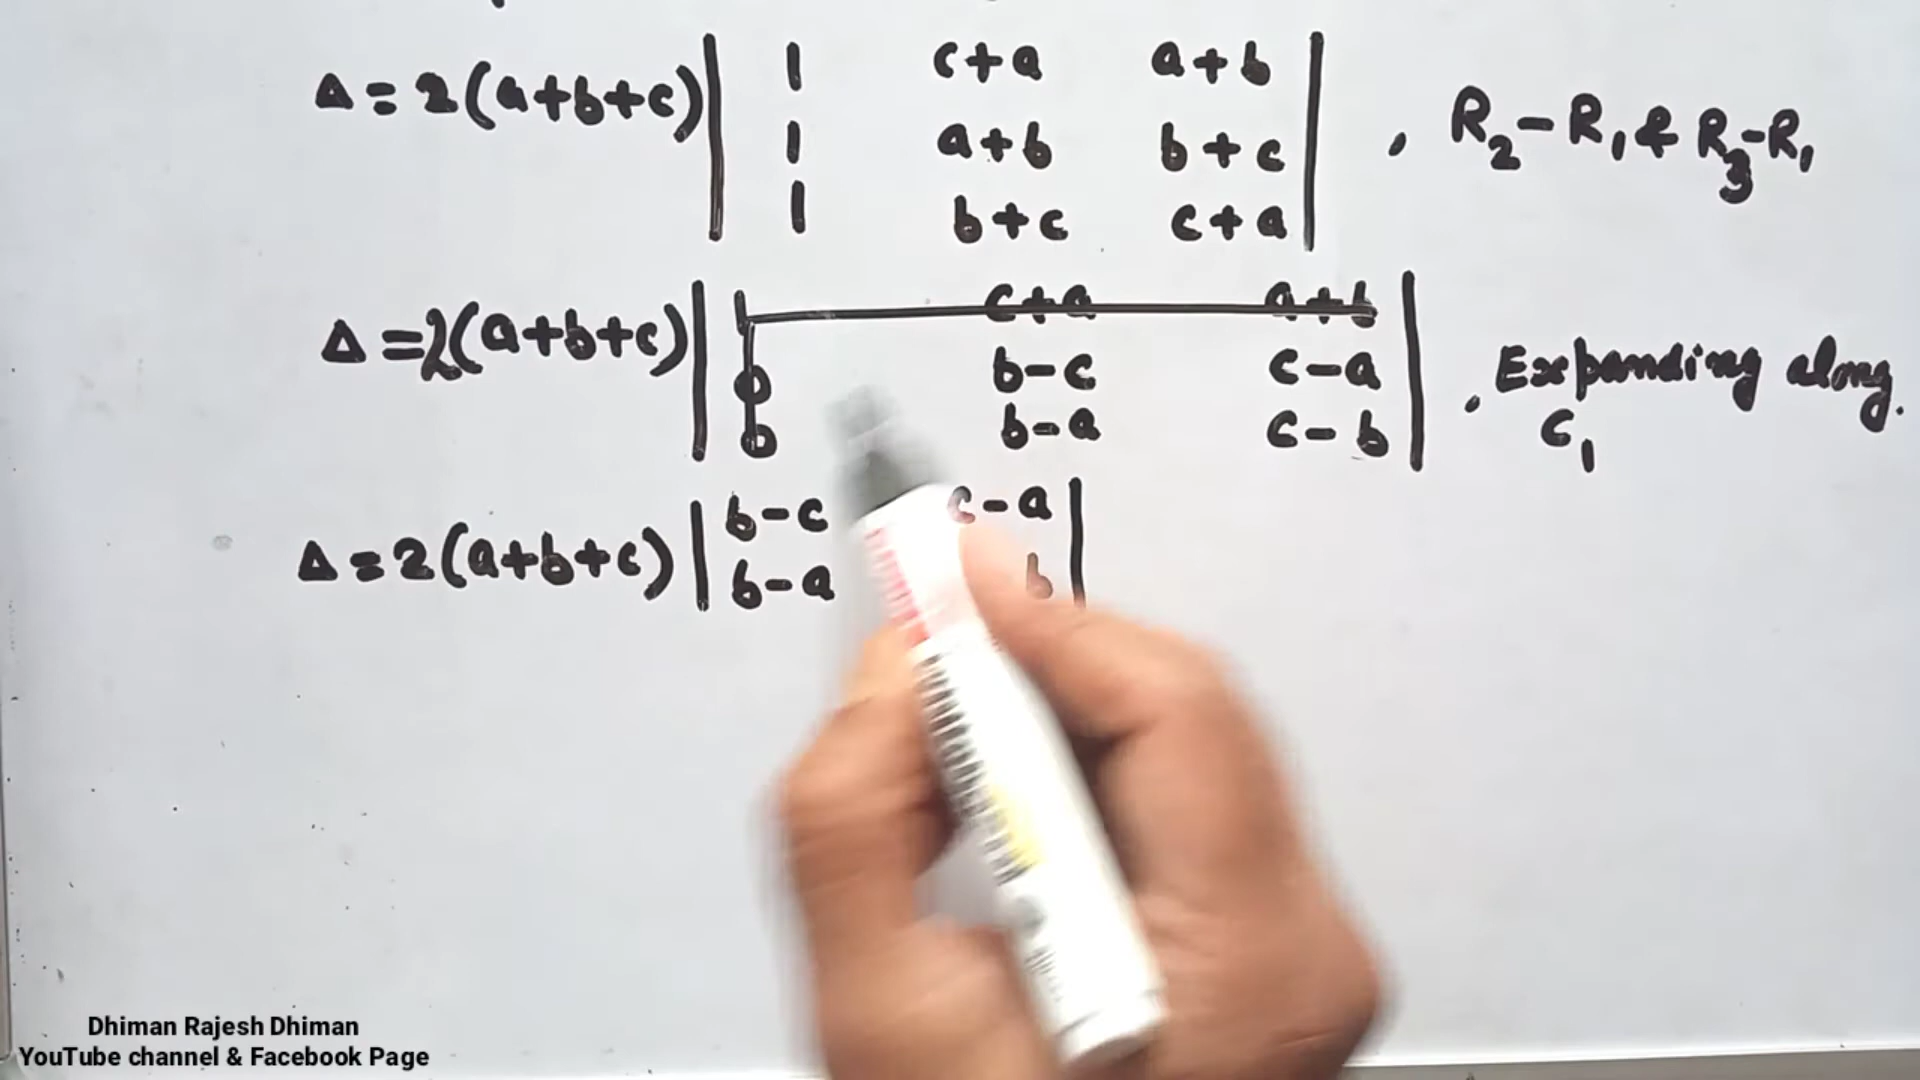 Δ = 2(a+b+c) | 1 c+a a+b |
1 a+b b+c , R₂-R₁ & R₃-R₁
1 b+c c+a
Δ = 2(a+b+c) | 1 c+a a+b |
0 b-c c-a . Expanding along
0 b-a c-b C₁
Δ = 2(a+b+c) | b-c c-a |
b-a b
Dhiman Rajesh Dhiman
YouTube channel & Facebook Page